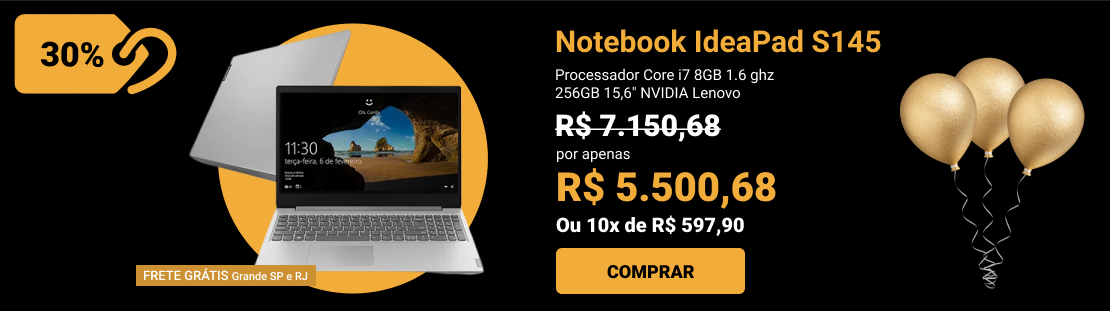 30%
Notebook IdeaPad S145
Processador Core i7 8GB 1.6 ghz
256GB 15,6" NVIDIA Lenovo
R$ 7.150,68
por apenas
R$ 5.500,68
Ou 10x de R$ 597,90
COMPRAR
11:30
terça-feira, 6 de fevereiro
FRETE GRÁTIS Grande SP e RJ